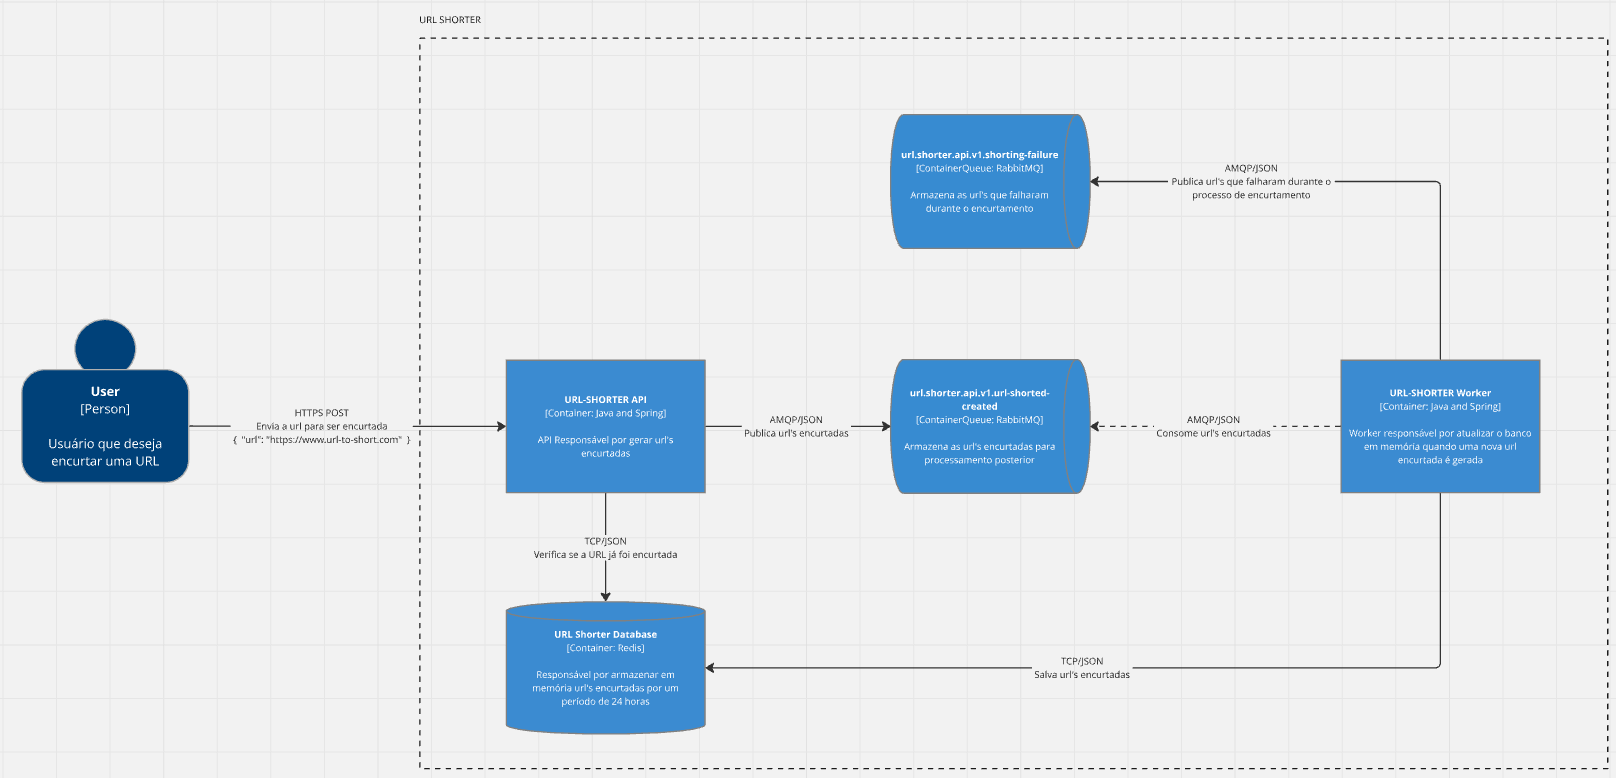 URL SHORTER
url.shorter.api.v1.shorting-failure
[ContainerQueue: RabbitMQ]
Armazena as url's que falharam
durante o encurtamento
AMQP/JSON
Publica url's que falharam durante o
processo de encurtamento
User
[Person]
Usuário que deseja
encurtar uma URL
HTTPS POST
Envia a url para ser encurtada
{ "url": "https://www.url-to-short.com" }
URL-SHORTER API
[Container: Java and Spring]
API Responsável por gerar url's
encurtadas
AMQP/JSON
Publica url's encurtadas
url.shorter.api.v1.url-shorted-
created
[ContainerQueue: RabbitMQ]
Armazena as url's encurtadas para
processamento posterior
AMQP/JSON
Consome url's encurtadas
URL-SHORTER Worker
[Container: Java and Spring]
Worker responsável por atualizar o banco
em memória quando uma nova url
encurtada é gerada
TCP/JSON
Verifica se a URL já foi encurtada
URL Shorter Database
[Container: Redis]
Responsável por armazenar em
memória url's encurtadas por um
período de 24 horas
TCP/JSON
Salva url's encurtadas